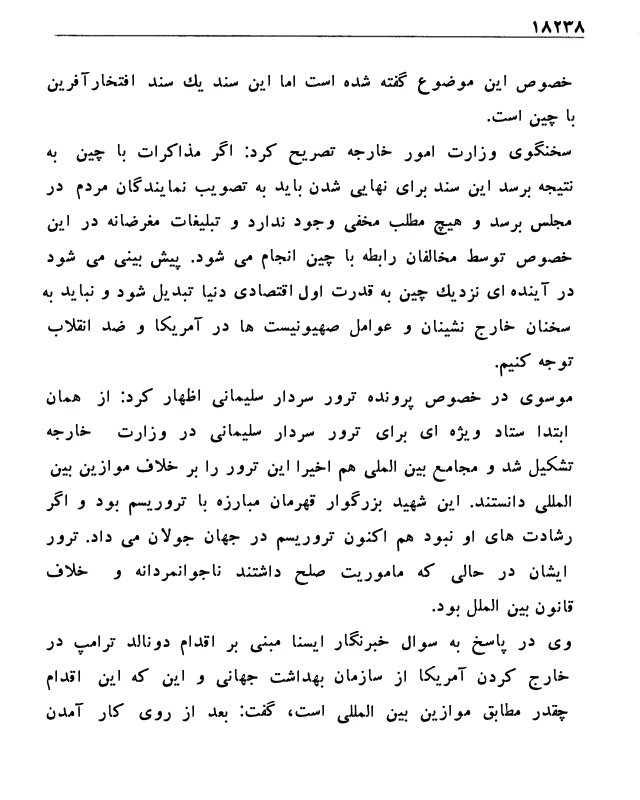 ۱۸۲۳۸
خصوص این موضوع گفته شده است اما این سند یك سند افتخارآفرین
با چین است.
سخنگوی وزارت امور خارجه تصریح کرد: اگر مذاکرات با چین به
نتیجه برسد این سند برای نهایی شدن باید به تصویب نمایندگان مردم در
مجلس برسد و هیچ مطلب مخفی وجود ندارد و تبلیغات مغرضانه در این
خصوص توسط مخالفان رابطه با چین انجام می شود. پیش بینی می شود
در آینده ای نزدیك چین به قدرت اول اقتصادی دنیا تبدیل شود و نباید به
سخنان خارج نشینان و عوامل صهیونیست ها در آمریکا و ضد انقلاب
توجه کنیم.
موسوی در خصوص پرونده ترور سردار سلیمانی اظهار کرد: از همان
ابتدا ستاد ویژه ای برای ترور سردار سلیمانی در وزارت خارجه
تشکیل شد و مجامع بین الملی هم اخیرا این ترور را بر خلاف موازین بین
المللی دانستند. این شهید بزرگوار قهرمان مبارزه با تروریسم بود و اگر
رشادت های او نبود هم اکنون تروریسم در جهان جولان می داد. ترور
ایشان در حالی که ماموریت صلح داشتند ناجوانمردانه و خلاف
قانون بین الملل بود.
وی در پاسخ به سوال خبرنگار ایسنا مبنی بر اقدام دونالد ترامپ در
خارج کردن آمریکا از سازمان بهداشت جهانی و این که این اقدام
چقدر مطابق موازین بین المللی است، گفت: بعد از روی کار آمدن